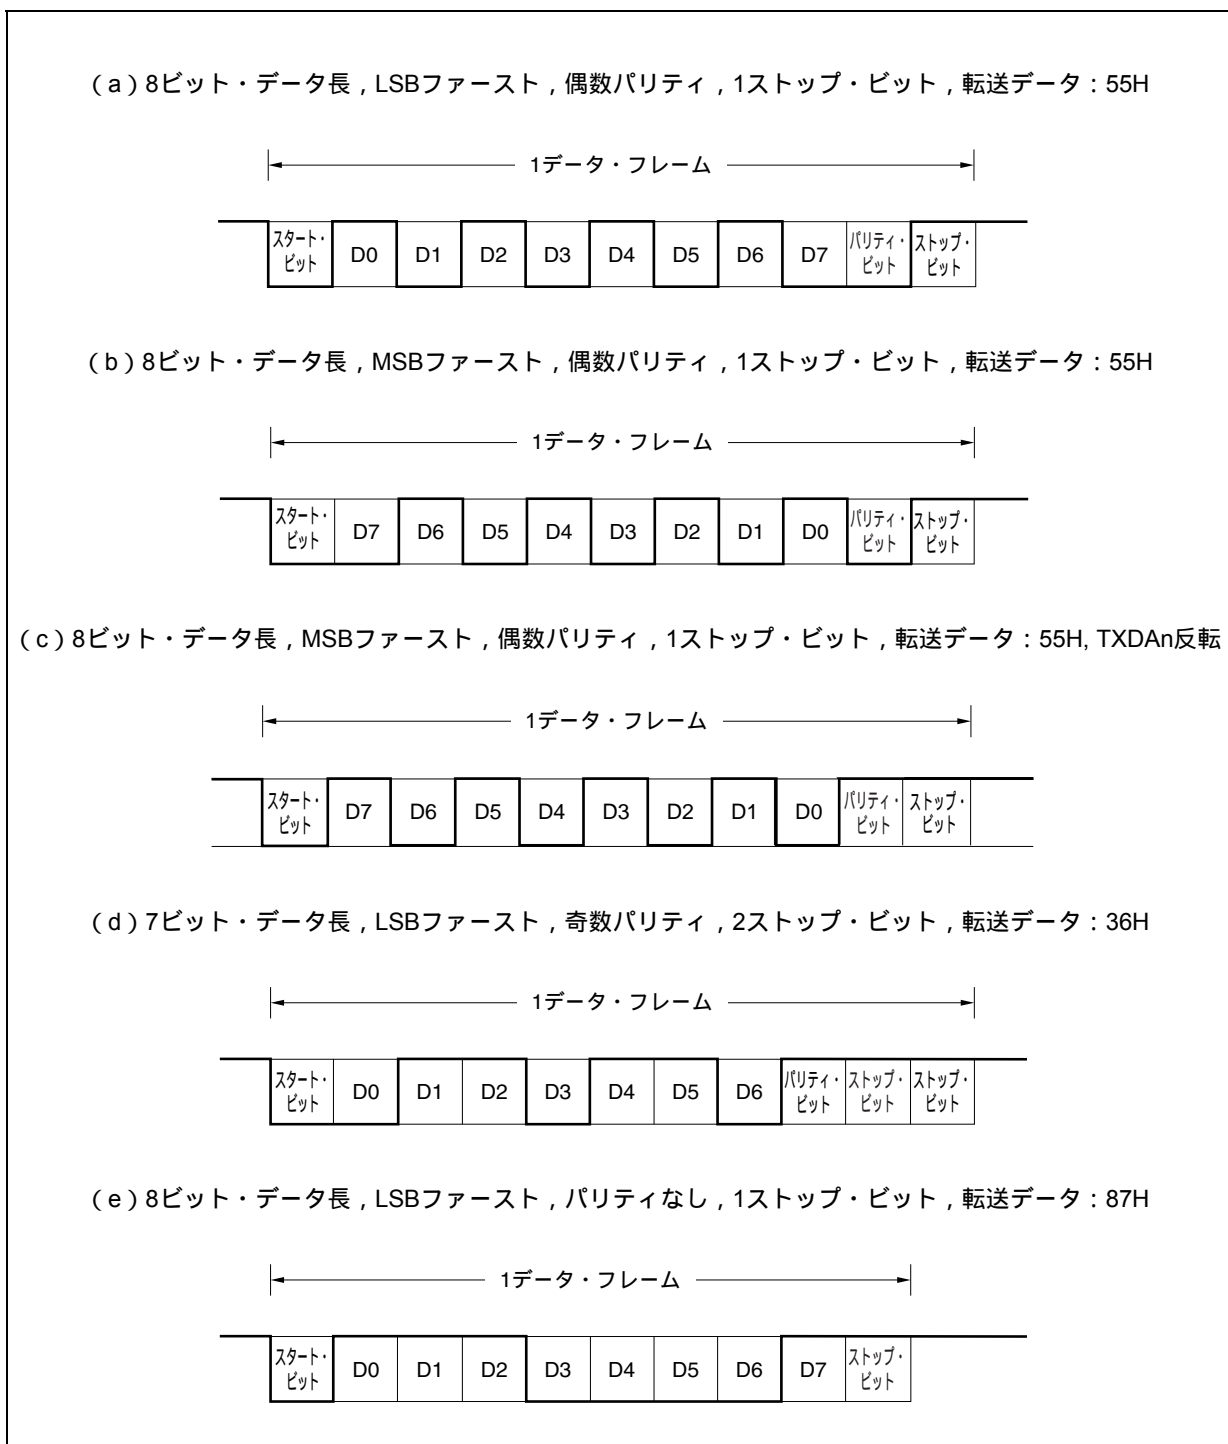 (a)8ビット・データ長,LSBファースト,偶数パリティ,1ストップ・ビット,転送データ:55H
1データ・フレーム
スタート・ビット D0 D1 D2 D3 D4 D5 D6 D7 パリティ・ビット ストップ・ビット
(b)8ビット・データ長,MSBファースト,偶数パリティ,1ストップ・ビット,転送データ:55H
1データ・フレーム
スタート・ビット D7 D6 D5 D4 D3 D2 D1 D0 パリティ・ビット ストップ・ビット
(c)8ビット・データ長,MSBファースト,偶数パリティ,1ストップ・ビット,転送データ:55H, TXDAn反転
1データ・フレーム
スタート・ビット D7 D6 D5 D4 D3 D2 D1 D0 パリティ・ビット ストップ・ビット
(d)7ビット・データ長,LSBファースト,奇数パリティ,2ストップ・ビット,転送データ:36H
1データ・フレーム
スタート・ビット D0 D1 D2 D3 D4 D5 D6 パリティ・ビット ストップ・ビット ストップ・ビット
(e)8ビット・データ長,LSBファースト,パリティなし,1ストップ・ビット,転送データ:87H
1データ・フレーム
スタート・ビット D0 D1 D2 D3 D4 D5 D6 D7 ストップ・ビット